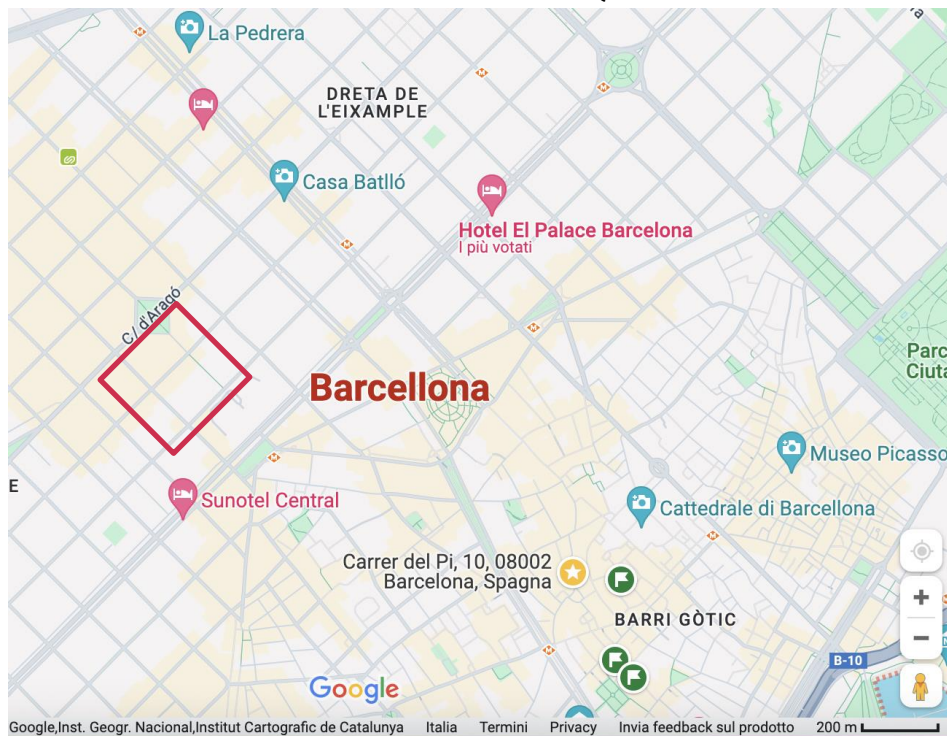 La Pedrera
DRETA DE
L'EIXAMPLE
Casa Batlló
Hotel El Palace Barcelona
I più votati
C/ d'Aragó
Barcellona
Parc
Ciuta
Museo Picasso
E
Sunotel Central
Cattedrale di Barcellona
Carrer del Pi, 10, 08002
Barcelona, Spagna
BARRI GÒTIC
B-10
Google
Google,Inst. Geogr. Nacional,Institut Cartografic de Catalunya Italia Termini Privacy Invia feedback sul prodotto 200 m